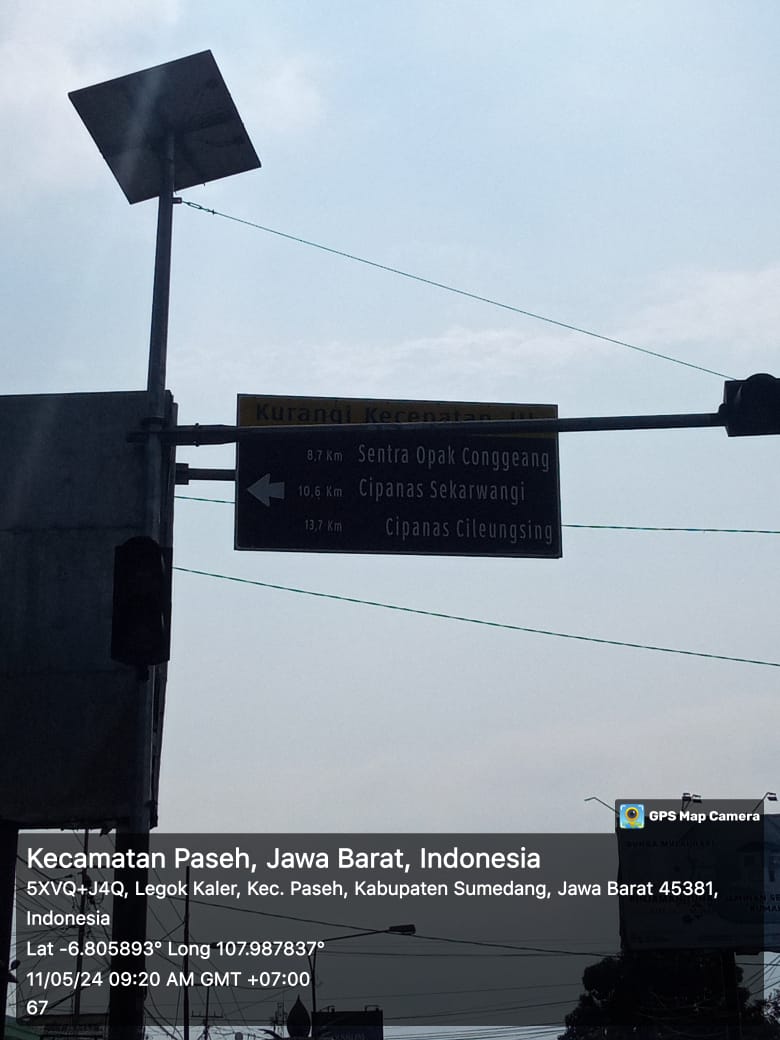 Kurangi Kecepatan !!!
8,7 Km Sentra Opak Conggeang
10,6 Km Cipanas Sekarwangi
13,7 Km Cipanas Cileungsing
GPS Map Camera
Kecamatan Paseh, Jawa Barat, Indonesia
5XVQ+J4Q, Legok Kaler, Kec. Paseh, Kabupaten Sumedang, Jawa Barat 45381,
Indonesia
Lat -6.805893° Long 107.987837°
11/05/24 09:20 AM GMT +07:00
67